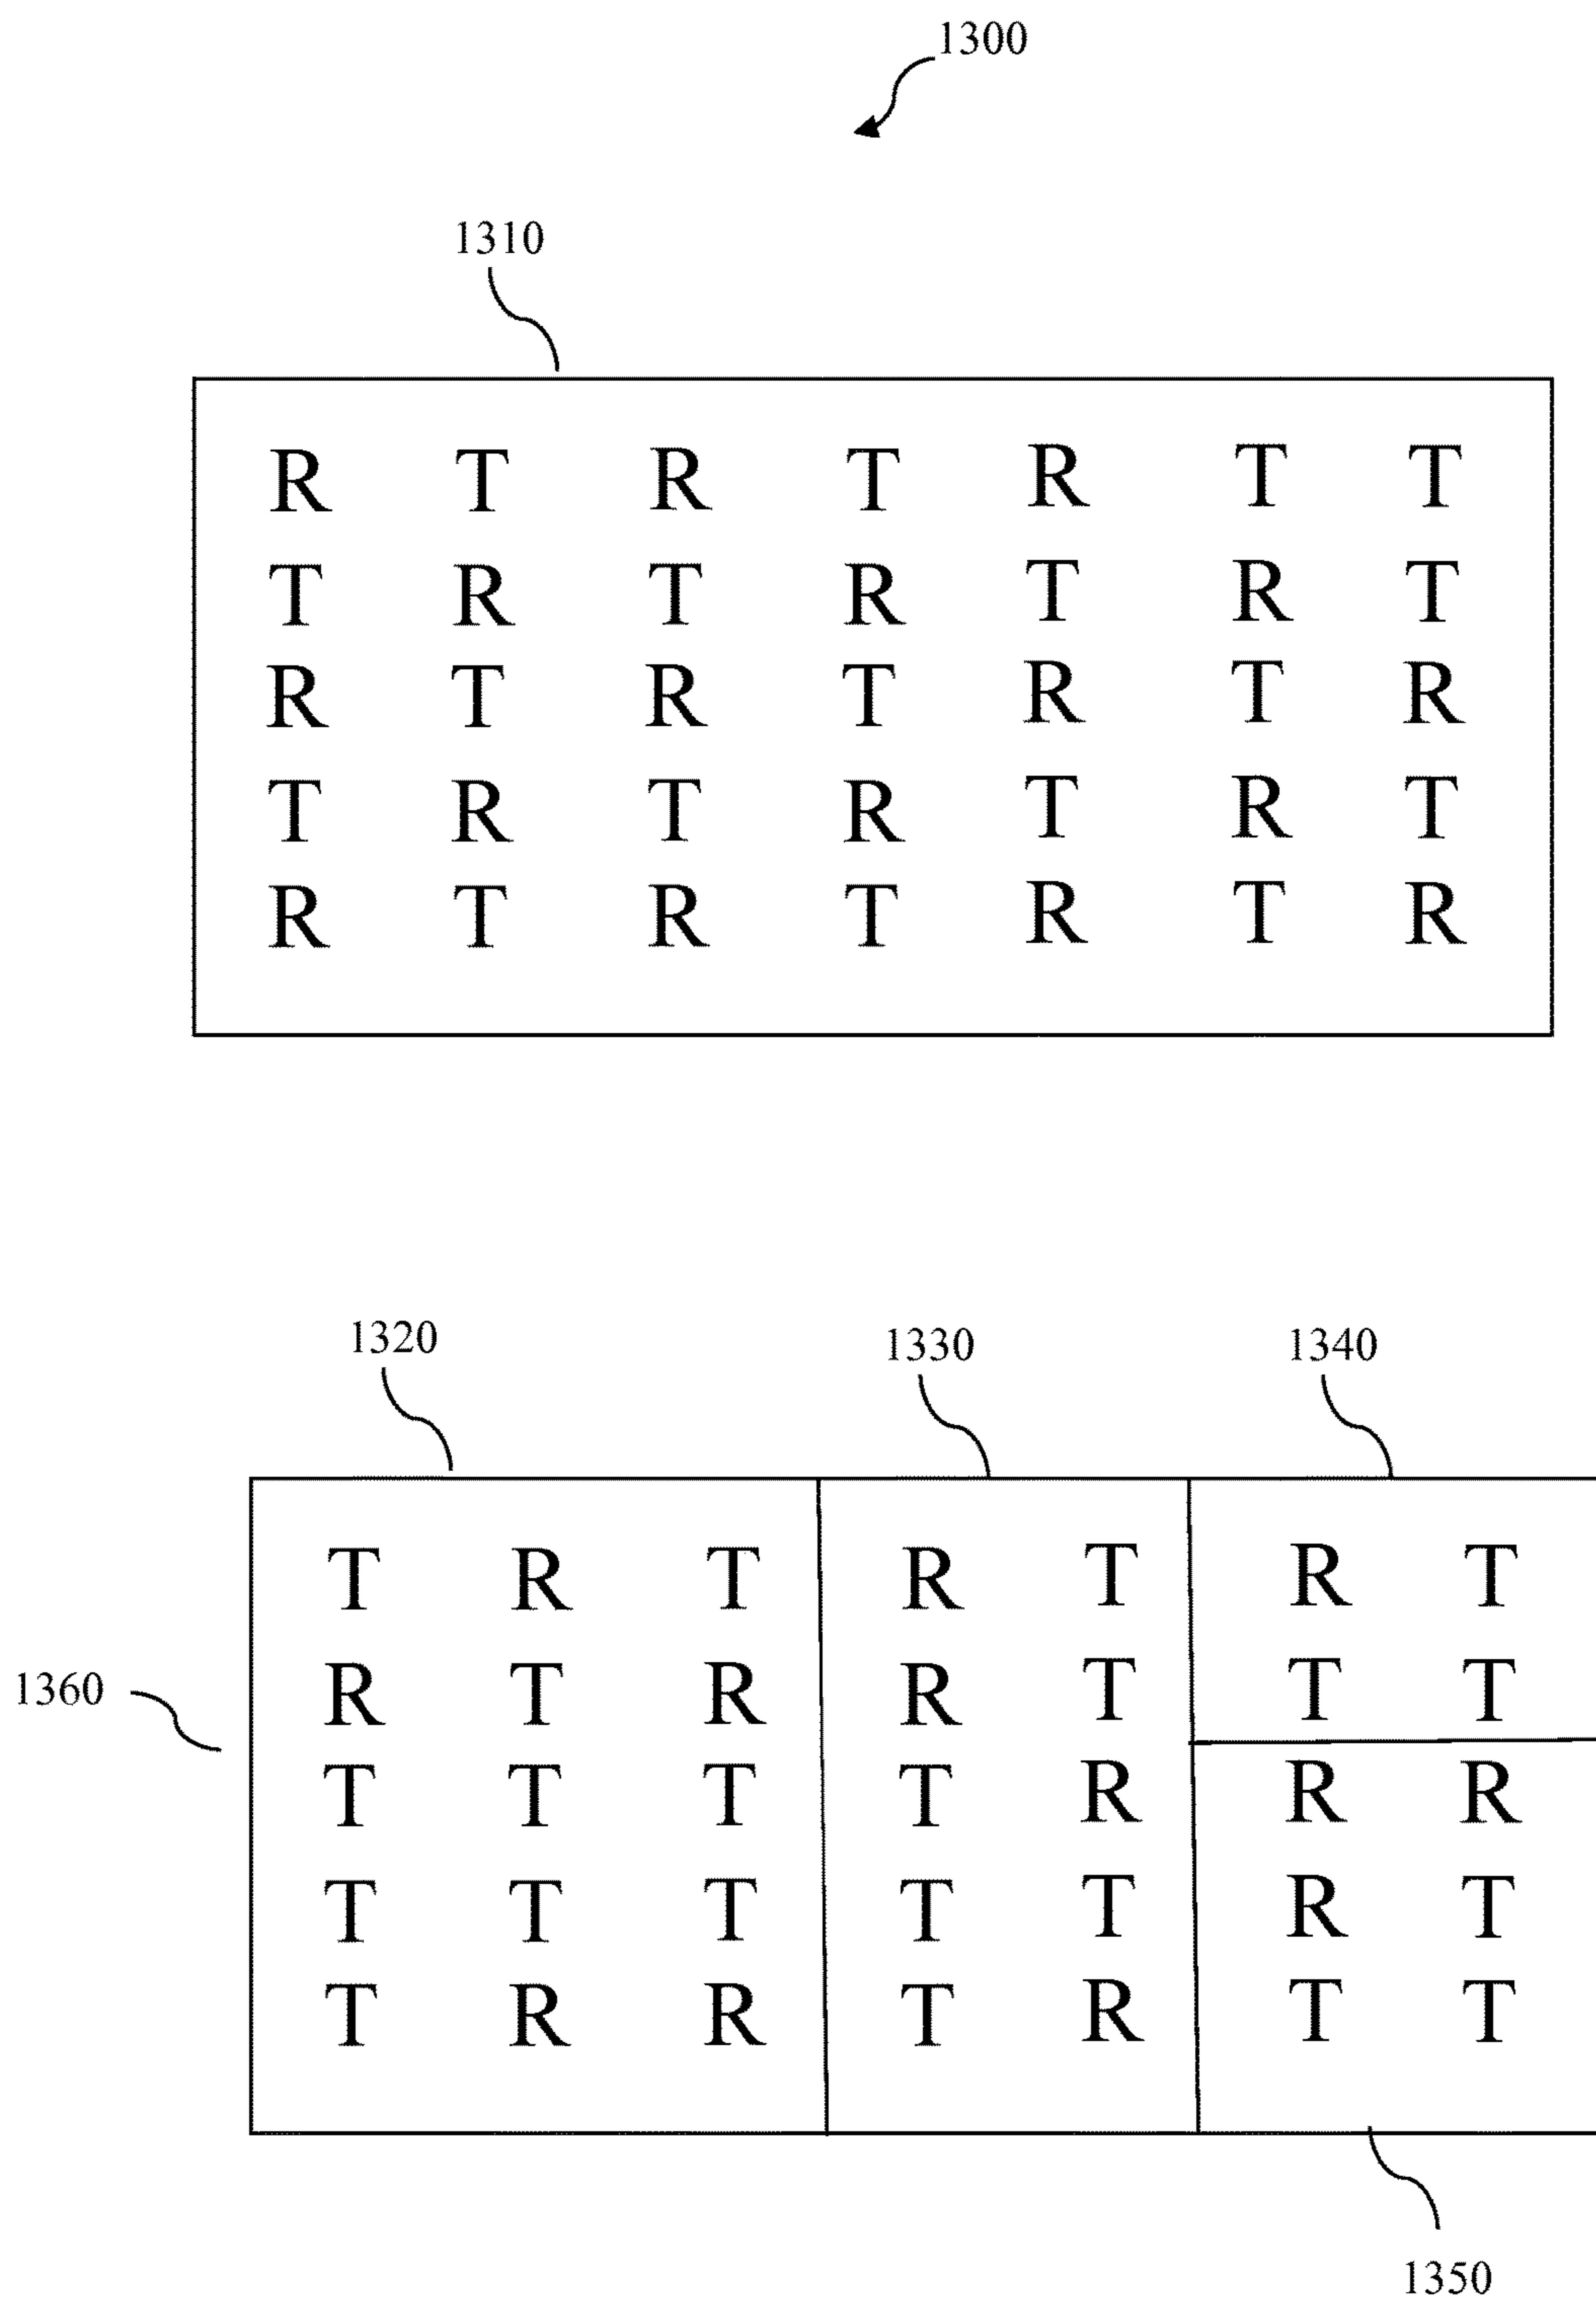 1300
1310
R T R T R T T
T R T R T R T
R T R T R T R
T R T R T R T
R T R T R T R
1320 1330 1340
T R T R T R T
R T R R T T T
1360
T T T T R R R
T T T T T R T
T R R T R T T
1350